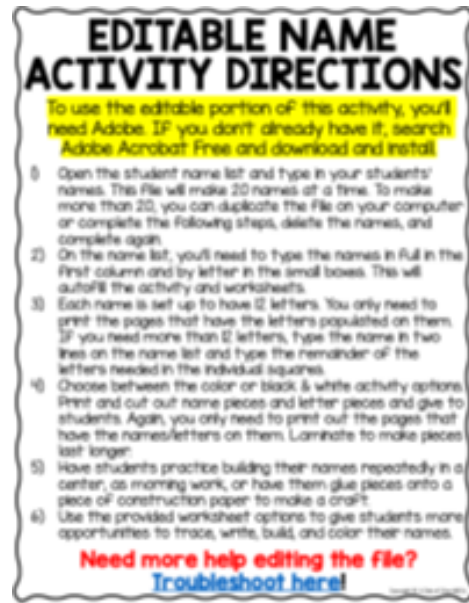 EDITABLE NAME
ACTIVITY DIRECTIONS
To use the editable portion of this activity, you'll
need Adobe. IF you don't already have it, search
Adobe Acrobat Free and download and install.
1) Open the student name list and type in your students'
names. This file will make 20 names at a time. To make
more than 20, you can duplicate the file on your computer
or complete the following steps, delete the names, and
complete again.
2) On the name list, you'll need to type the names in full in the
first column and by letter in the small boxes. This will
autofill the activity and worksheets.
3) Each name is set up to have 12 letters. You only need to
print the pages that have the letters populated on them.
IF you need more than 12 letters, type the name in two
lines on the name list and type the remainder of the
letters needed in the individual squares.
4) Choose between the color or black & white activity options.
Print and cut out name pieces and letter pieces and give to
students. Again, you only need to print out the pages that
have the names/letters on them. Laminate to make pieces
last longer.
5) Have students practice building their names repeatedly in a
center, as morning work, or have them glue pieces onto a
piece of construction paper to make a craft.
6) Use the provided worksheet options to give students more
opportunities to trace, write, build, and color their names.
Need more help editing the file?
Troubleshoot here!